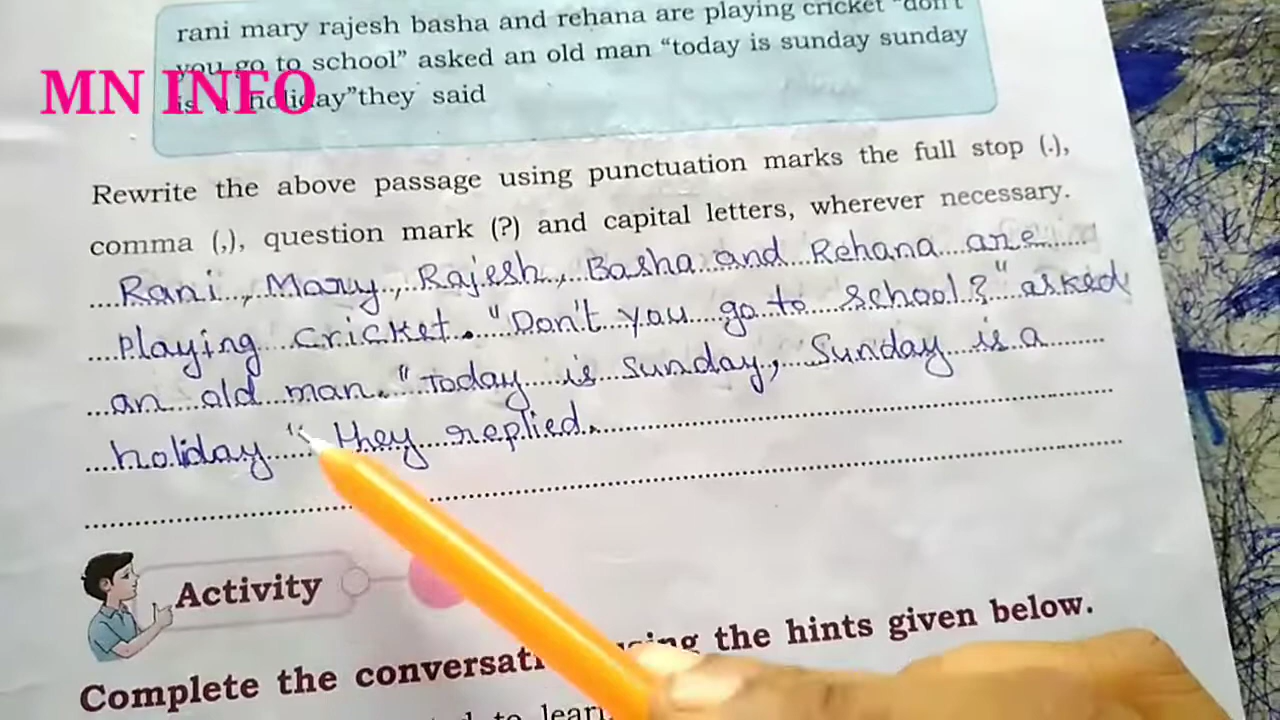 rani mary rajesh basha and rehana are playing cricket "don't
you go to school" asked an old man "today is sunday sunday
is a holiday"they said
MN INFO
Rewrite the above passage using punctuation marks the full stop (.),
comma (,), question mark (?) and capital letters, wherever necessary.
Rani, Mary, Rajesh, Basha and Rehana are
Playing cricket. "Don't you go to school?" asked
an old man. "Today is Sunday, Sunday is a
holiday" they replied.
Activity
Complete the conversati using the hints given below.
to lear